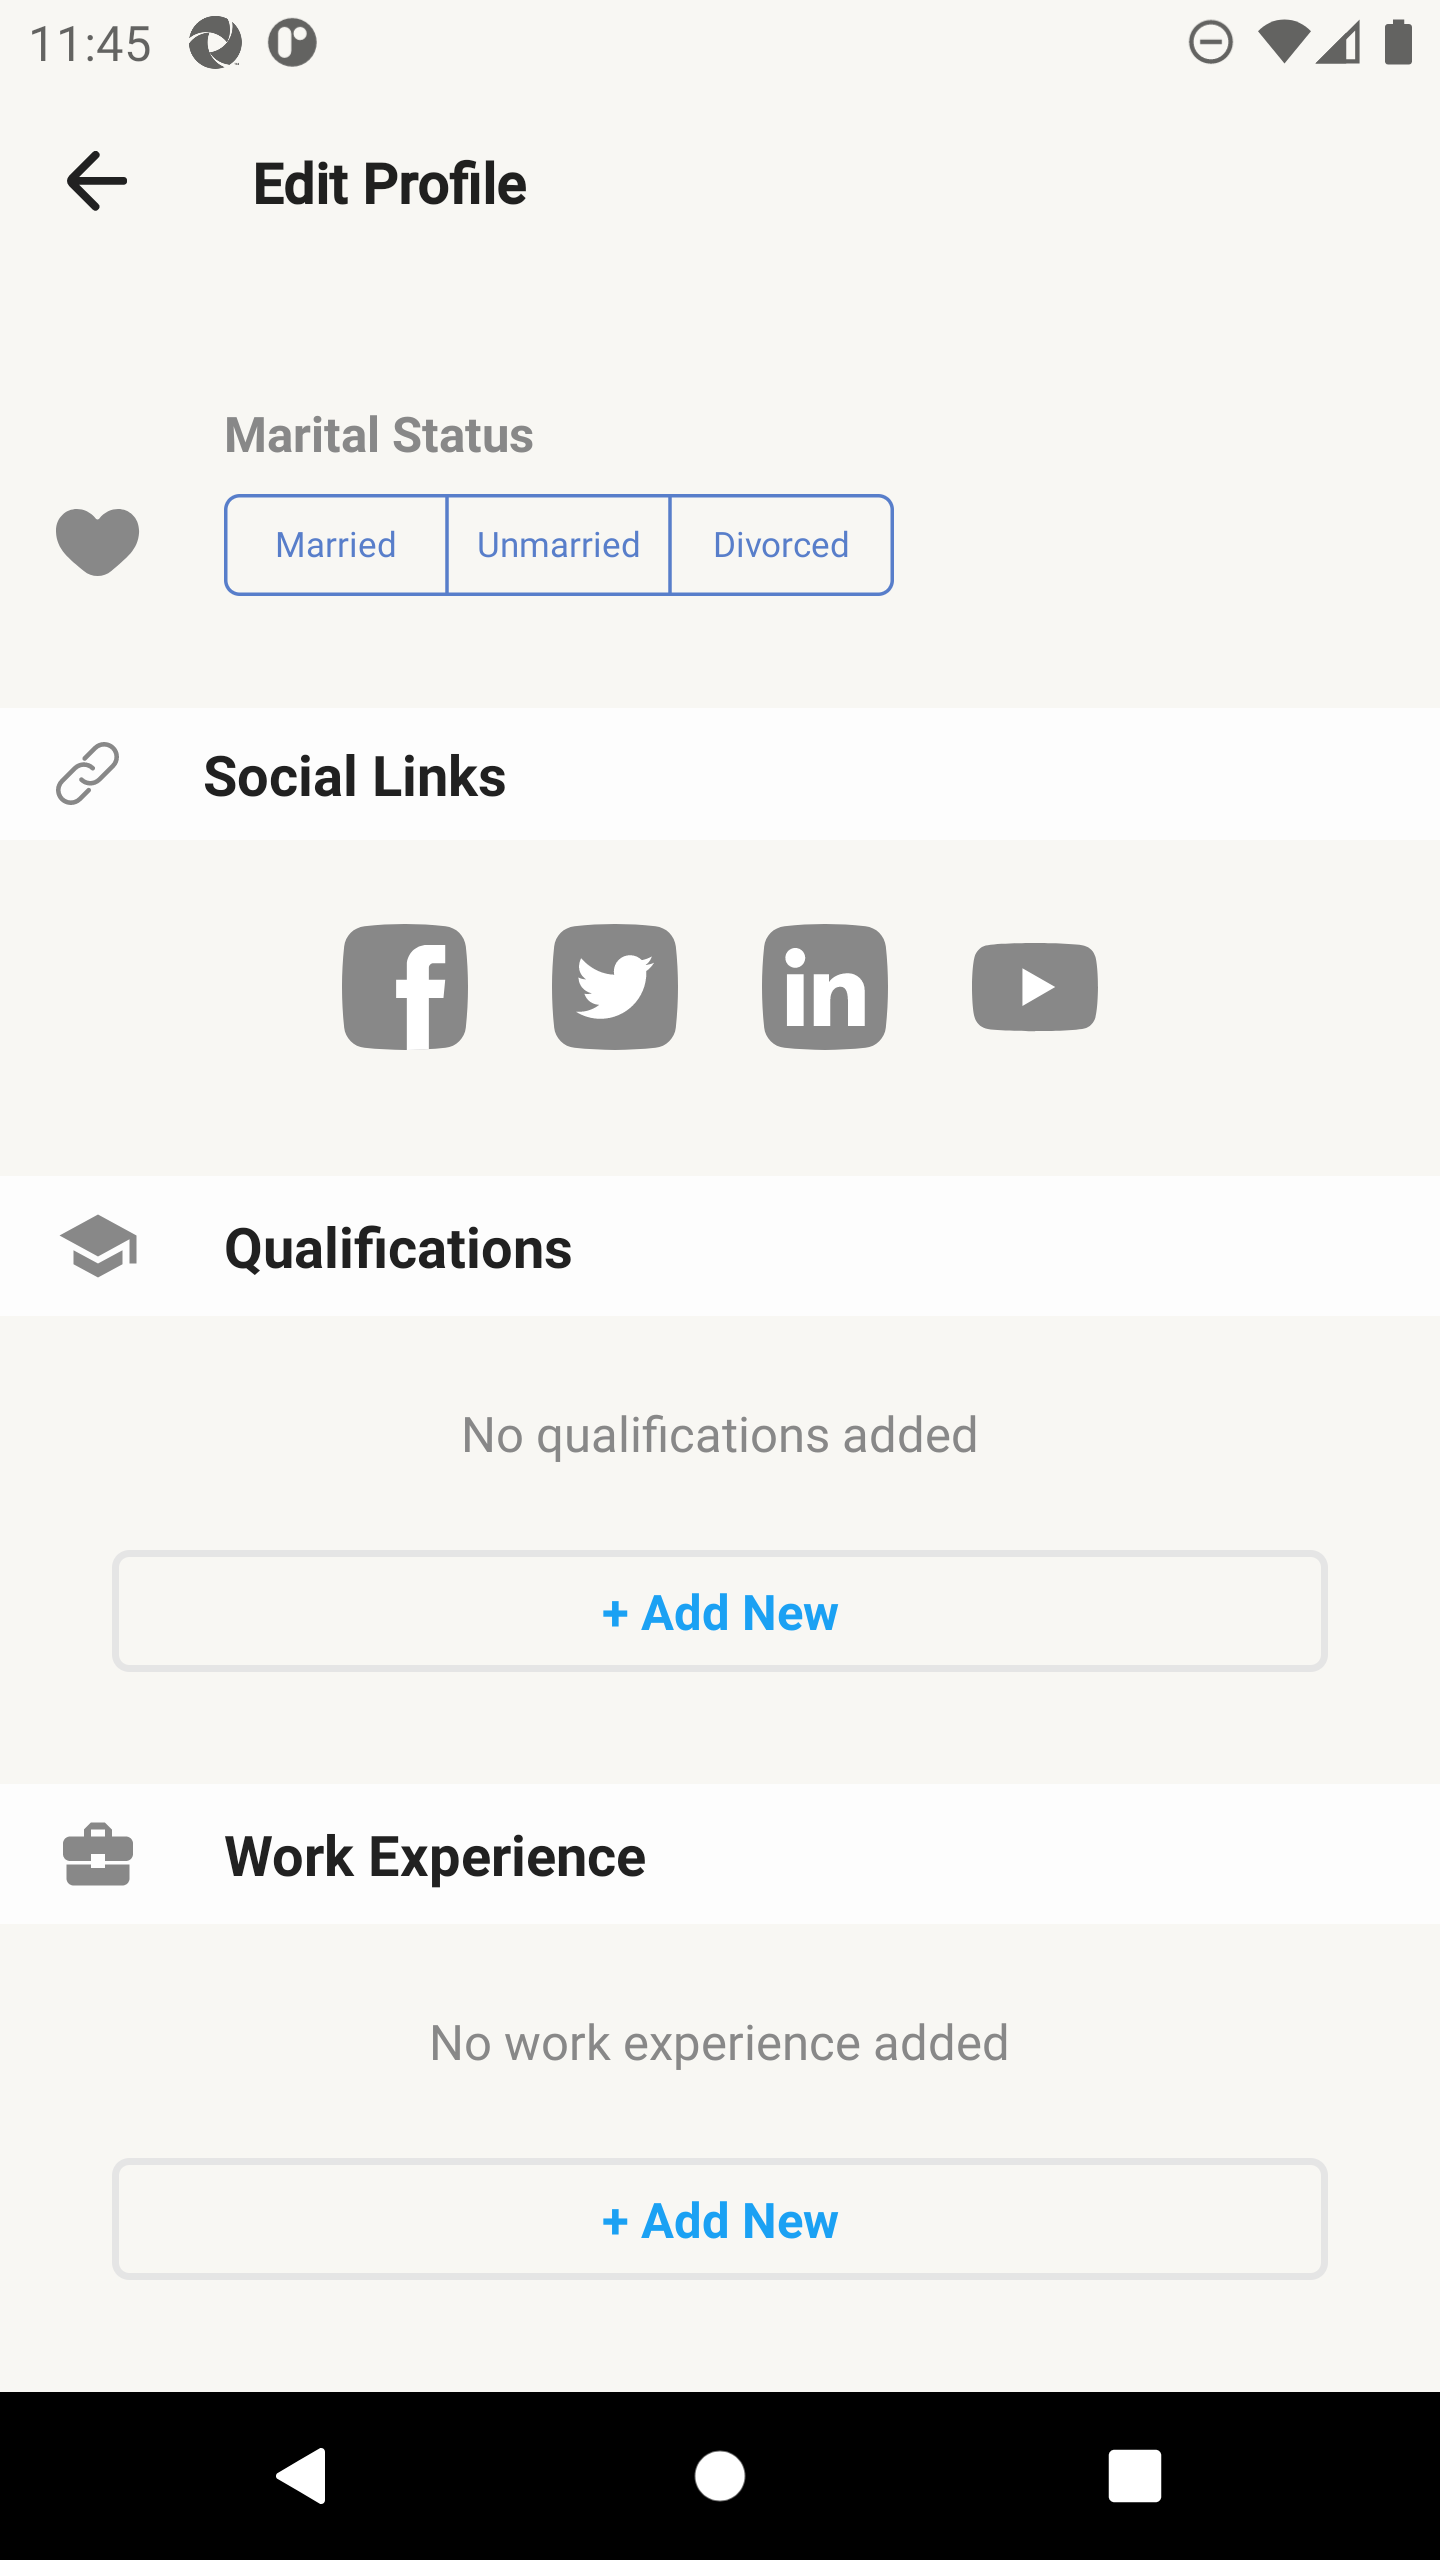 11:45
Edit Profile
Marital Status
Married Unmarried Divorced
Social Links
Qualifications
No qualifications added
+ Add New
Work Experience
No work experience added
+ Add New